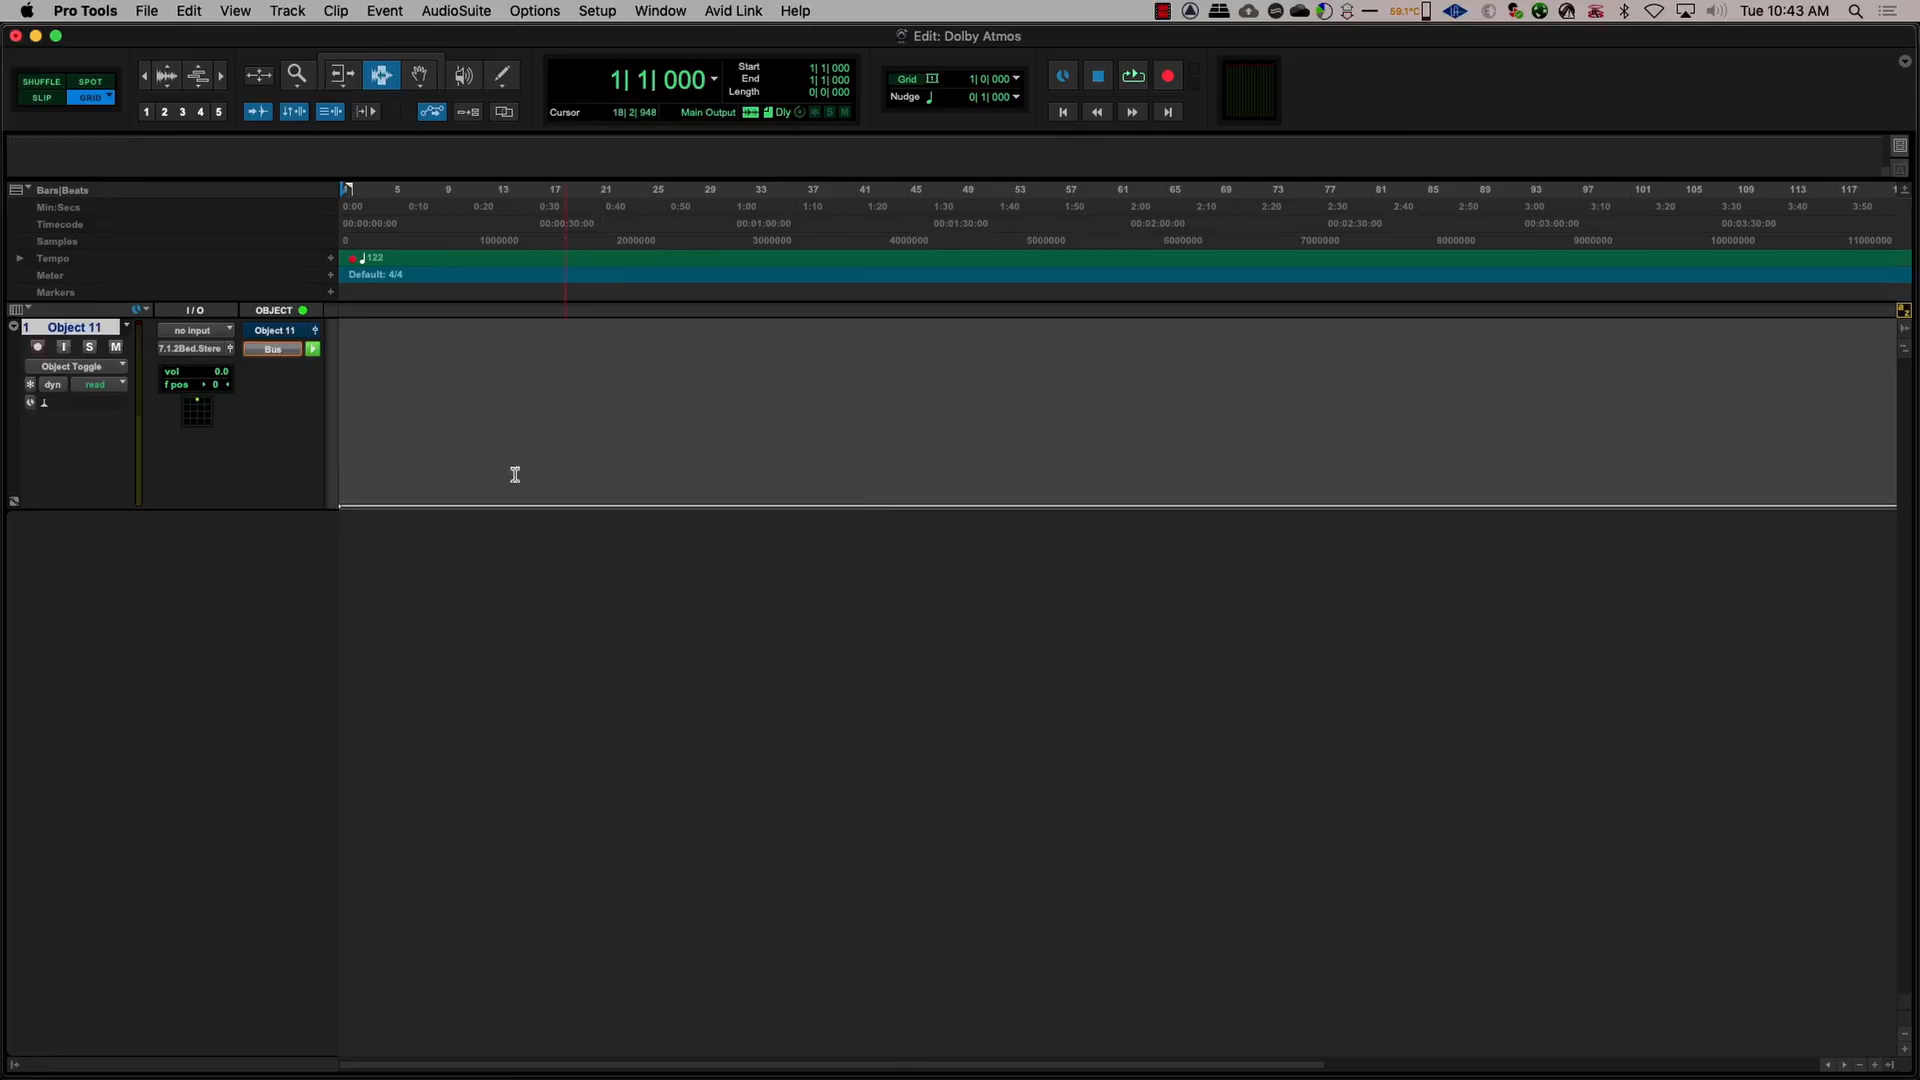 Pro Tools File Edit View Track Clip Event AudioSuite Options Setup Window Avid Link Help 59.1°C Tue 10:43 AM
Edit: Dolby Atmos
SHUFFLE SPOT
SLIP GRID
1 2 3 4 5
1| 1| 000
Start 1| 1| 000
End 1| 1| 000
Length 0| 0| 000
Cursor 18| 2| 948 Main Output Dly S M
Grid 1| 0| 000
Nudge 0| 1| 000
Bars|Beats 5 9 13 17 21 25 29 33 37 41 45 49 53 57 61 65 69 73 77 81 85 89 93 97 101 105 109 113 117 1
Min:Secs 0:00 0:10 0:20 0:30 0:40 0:50 1:00 1:10 1:20 1:30 1:40 1:50 2:00 2:10 2:20 2:30 2:40 2:50 3:00 3:10 3:20 3:30 3:40 3:50
Timecode 00:00:00:00 00:00:30:00 00:01:00:00 00:01:30:00 00:02:00:00 00:02:30:00 00:03:00:00 00:03:30:00
Samples 0 1000000 2000000 3000000 4000000 5000000 6000000 7000000 8000000 9000000 10000000 11000000
Tempo + 122
Meter + Default: 4/4
Markers +
I / O OBJECT
1 Object 11 no input Object 11
I S M 7.1.2Bed.Stere Bus
Object Toggle vol 0.0
dyn read f pos 0
a z